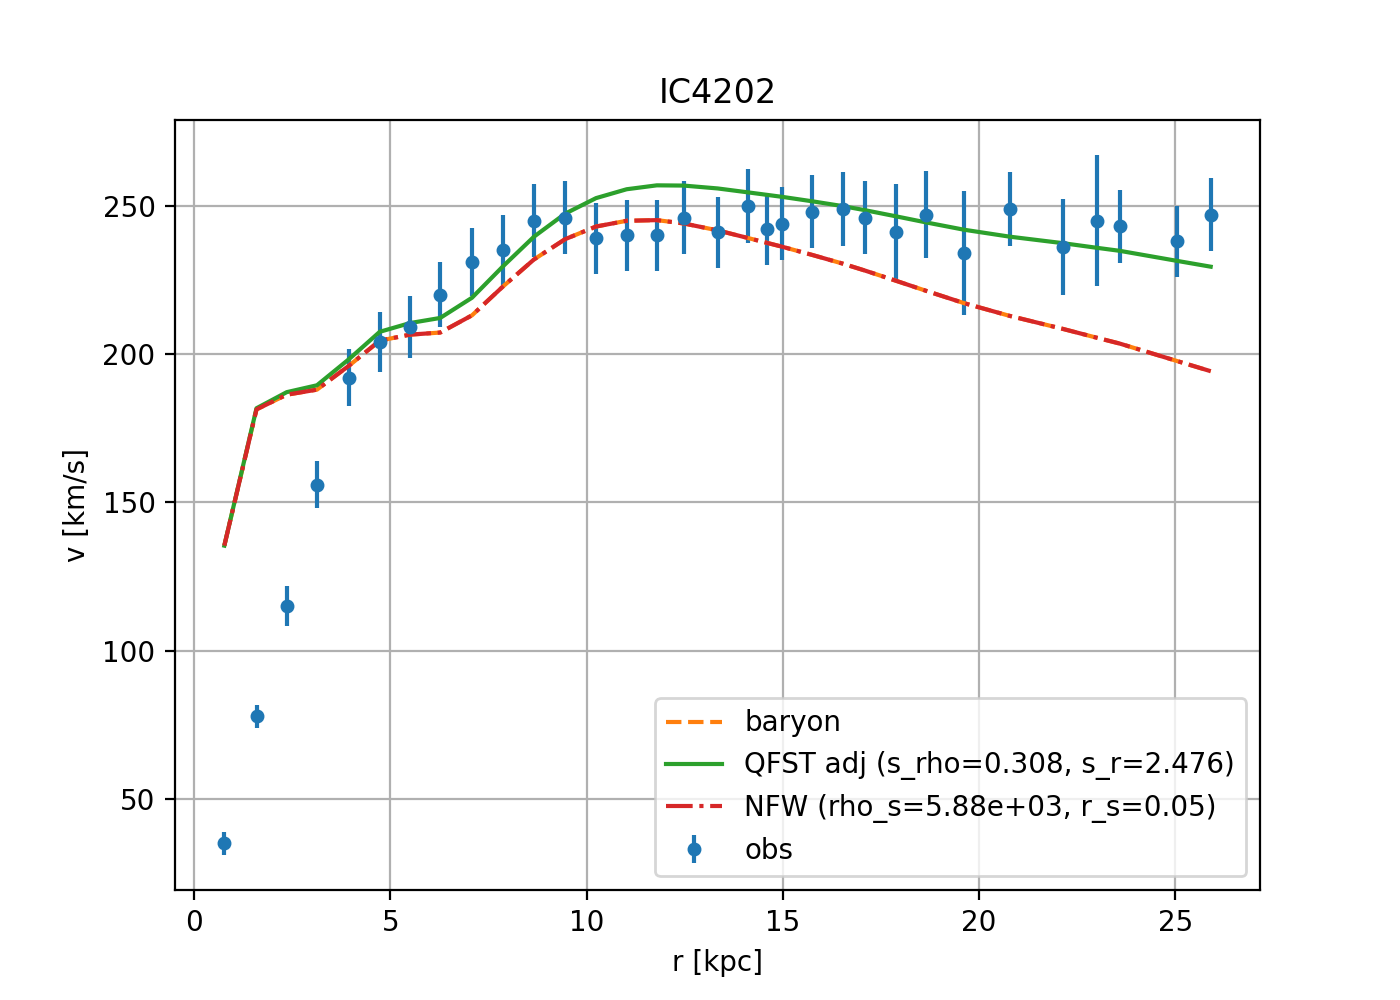 IC4202
250
200
150
100
50
v [km/s]
baryon
QFST adj (s_rho=0.308, s_r=2.476)
NFW (rho_s=5.88e+03, r_s=0.05)
obs
0 5 10 15 20 25
r [kpc]